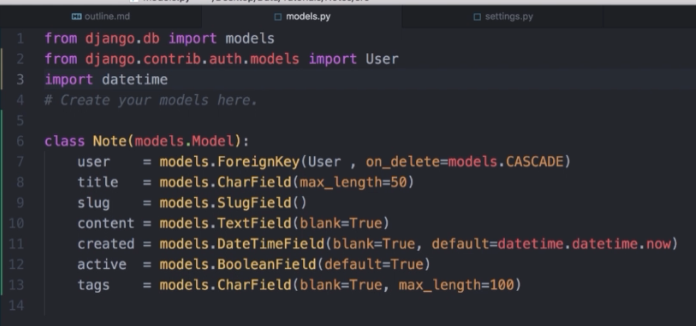 outline.md models.py settings.py
1 from django.db import models
2 from django.contrib.auth.models import User
3 import datetime
4 # Create your models here.
5
6 class Note(models.Model):
7     user    = models.ForeignKey(User , on_delete=models.CASCADE)
8     title   = models.CharField(max_length=50)
9     slug    = models.SlugField()
10     content = models.TextField(blank=True)
11     created = models.DateTimeField(blank=True, default=datetime.datetime.now)
12     active  = models.BooleanField(default=True)
13     tags    = models.CharField(blank=True, max_length=100)
14